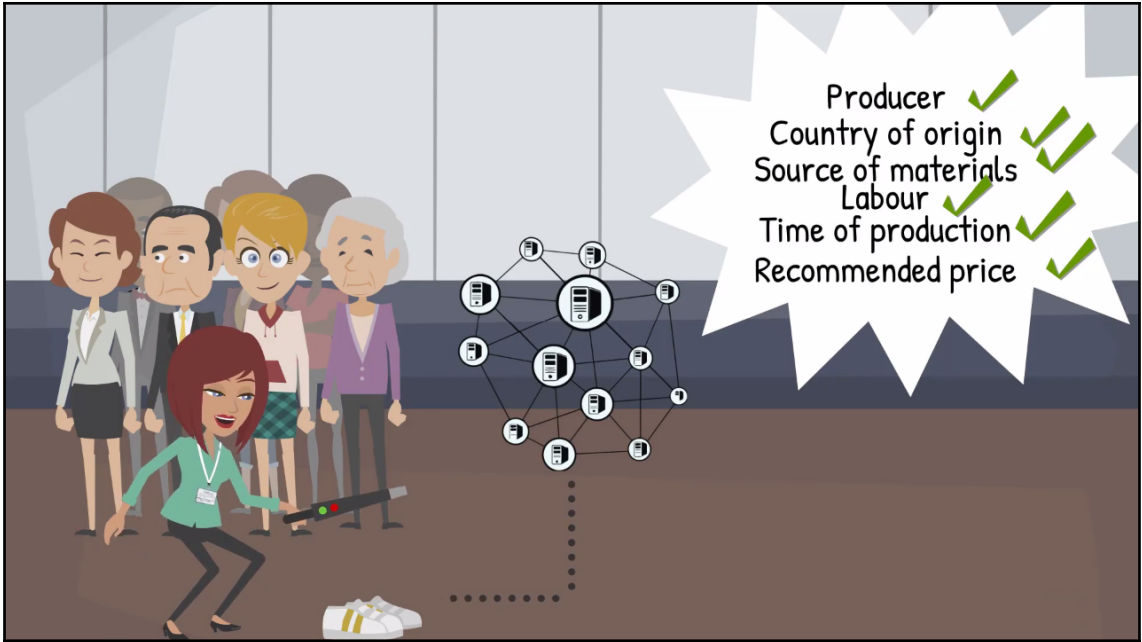 Producer
Country of origin
Source of materials
Labour
Time of production
Recommended price